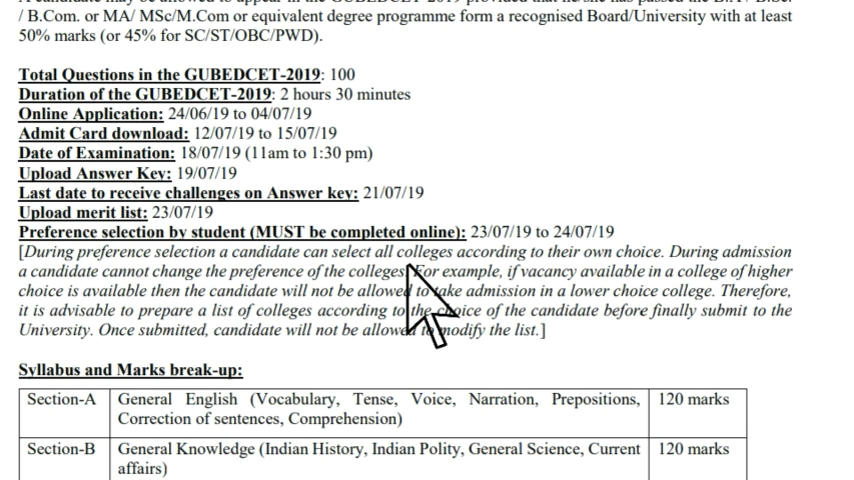 / B.Com. or MA/ MSc/M.Com or equivalent degree programme form a recognised Board/University with at least
50% marks (or 45% for SC/ST/OBC/PWD).
Total Questions in the GUBEDCET-2019: 100
Duration of the GUBEDCET-2019: 2 hours 30 minutes
Online Application: 24/06/19 to 04/07/19
Admit Card download: 12/07/19 to 15/07/19
Date of Examination: 18/07/19 (11am to 1:30 pm)
Upload Answer Key: 19/07/19
Last date to receive challenges on Answer key: 21/07/19
Upload merit list: 23/07/19
Preference selection by student (MUST be completed online): 23/07/19 to 24/07/19
[During preference selection a candidate can select all colleges according to their own choice. During admission
a candidate cannot change the preference of the colleges. For example, if vacancy available in a college of higher
choice is available then the candidate will not be allowed to take admission in a lower choice college. Therefore,
it is advisable to prepare a list of colleges according to the choice of the candidate before finally submit to the
University. Once submitted, candidate will not be allowed to modify the list.]
Syllabus and Marks break-up:
Section-A General English (Vocabulary, Tense, Voice, Narration, Prepositions, 120 marks
Correction of sentences, Comprehension)
Section-B General Knowledge (Indian History, Indian Polity, General Science, Current 120 marks
affairs)